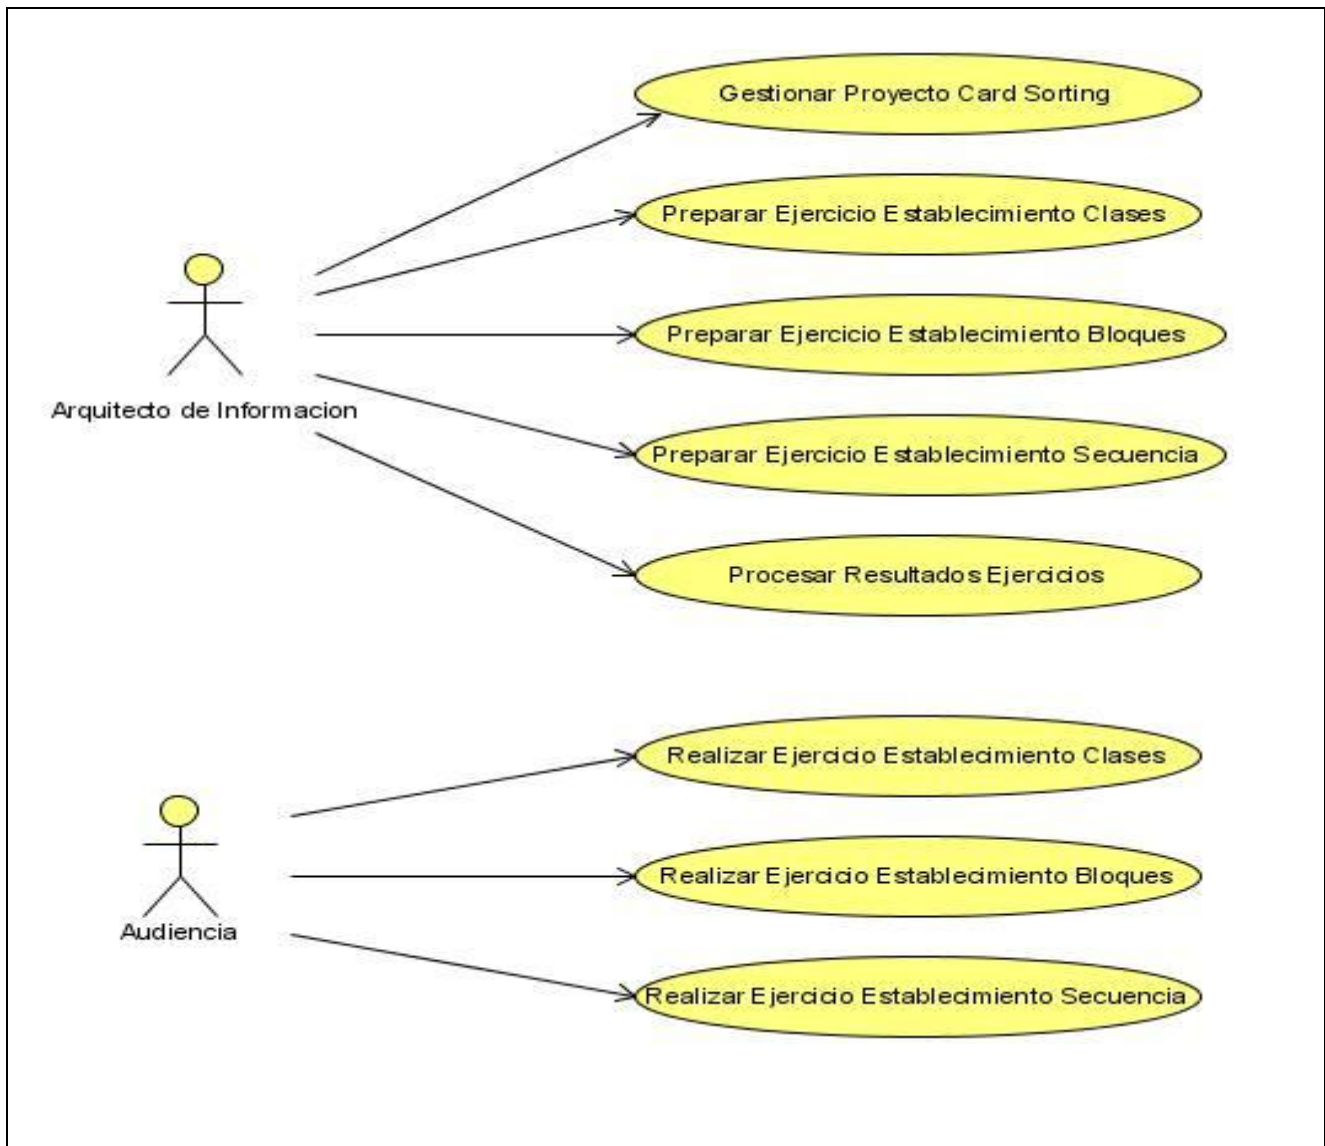 Gestionar Proyecto Card Sorting
Preparar Ejercicio Establecimiento Clases
Preparar Ejercicio Establecimiento Bloques
Arquitecto de Informacion
Preparar Ejercicio Establecimiento Secuencia
Procesar Resultados Ejercicios
Realizar Ejercicio Establecimiento Clases
Realizar Ejercicio Establecimiento Bloques
Audiencia
Realizar Ejercicio Establecimiento Secuencia